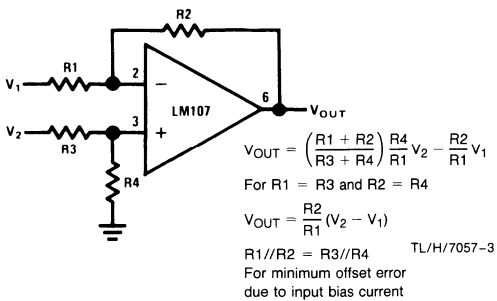 R2
R1
V1
2
−
6
LM107
VOUT
V2
3
+
R3
R4
VOUT = ((R1 + R2)/(R3 + R4)) R4/R1 V2 − R2/R1 V1
For R1 = R3 and R2 = R4
VOUT = R2/R1 (V2 − V1)
R1//R2 = R3//R4
TL/H/7057–3
For minimum offset error
due to input bias current